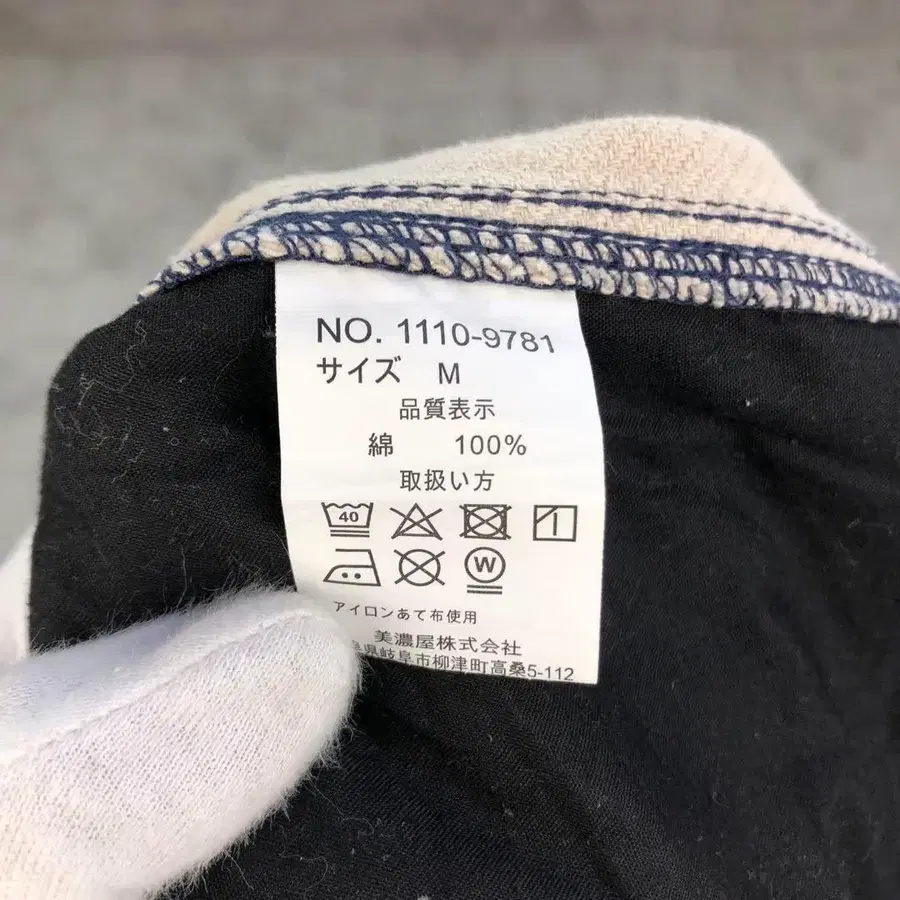 NO. 1110-9781
サイズ M
品質表示
綿 100%
取扱い方
40
W
アイロンあて布使用
美濃屋株式会社
県岐阜市柳津町高桑5-112